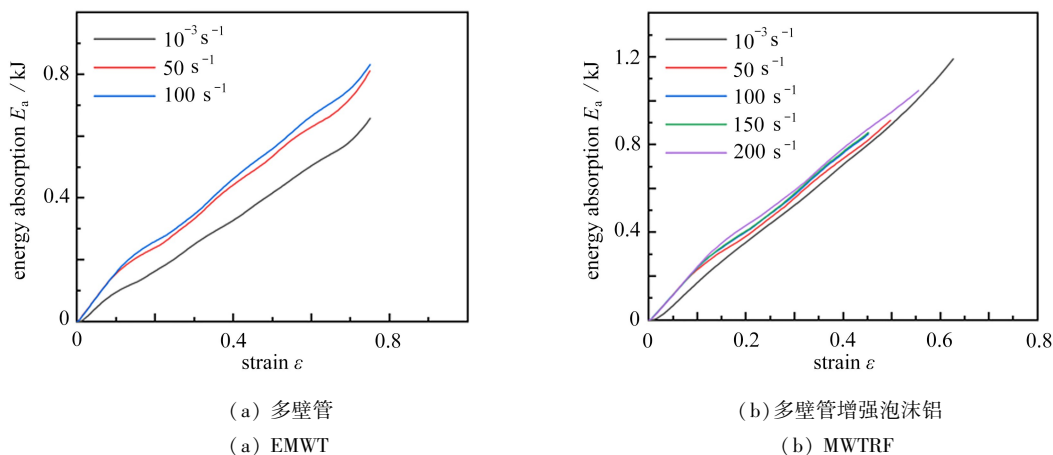 energy absorption Eₐ / kJ
0.8
0.4
0
10⁻³ s⁻¹
50 s⁻¹
100 s⁻¹
0 0.4 0.8
strain ε
(a) 多壁管
(a) EMWT
energy absorption Eₐ / kJ
1.2
0.8
0.4
0
10⁻³ s⁻¹
50 s⁻¹
100 s⁻¹
150 s⁻¹
200 s⁻¹
0 0.2 0.4 0.6 0.8
strain ε
(b)多壁管增强泡沫铝
(b) MWTRF